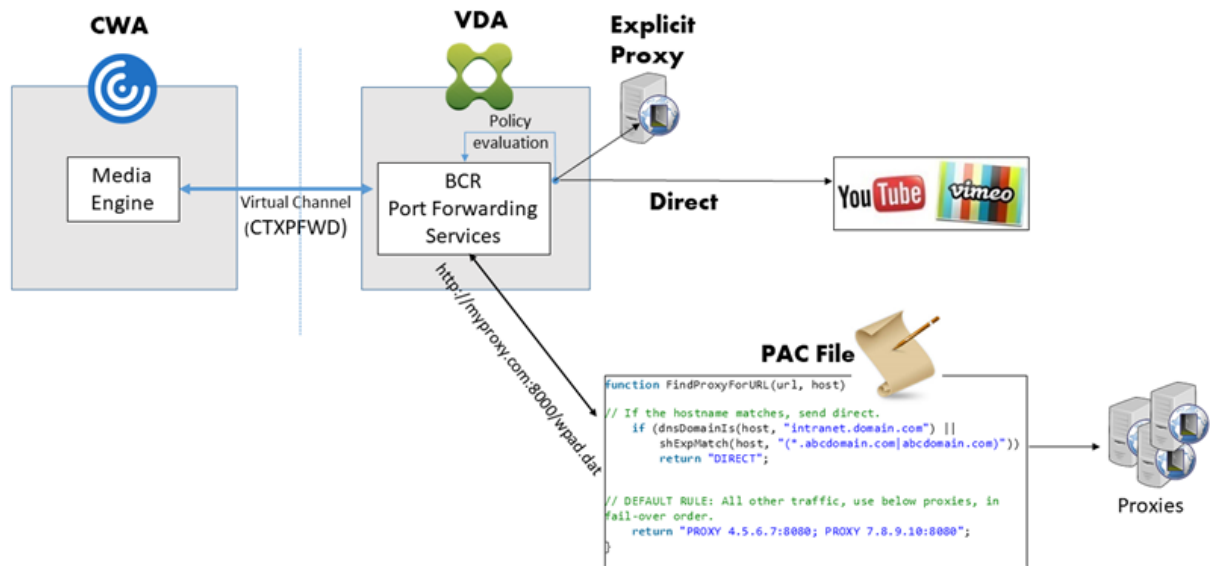 CWA
VDA
Explicit
Proxy
Policy
evaluation
Media
Engine
Virtual Channel
(CTXPFWD)
BCR
Port Forwarding
Services
Direct
YouTube
vimeo
http://myproxy.com:8000/wpad.dat
PAC File
function FindProxyForURL(url, host)
// If the hostname matches, send direct.
if (dnsDomainIs(host, "intranet.domain.com") ||
shExpMatch(host, "(*.abcdomain.com|abcdomain.com)"))
return "DIRECT";
// DEFAULT RULE: All other traffic, use below proxies, in
fail-over order.
return "PROXY 4.5.6.7:8080; PROXY 7.8.9.10:8080";
}
Proxies